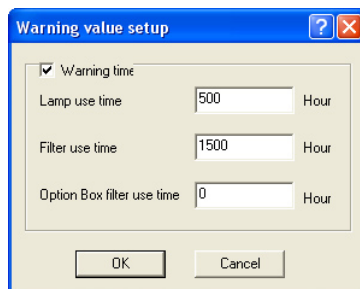 Warning value setup
Warning time
Lamp use time 500 Hour
Filter use time 1500 Hour
Option Box filter use time 0 Hour
OK Cancel